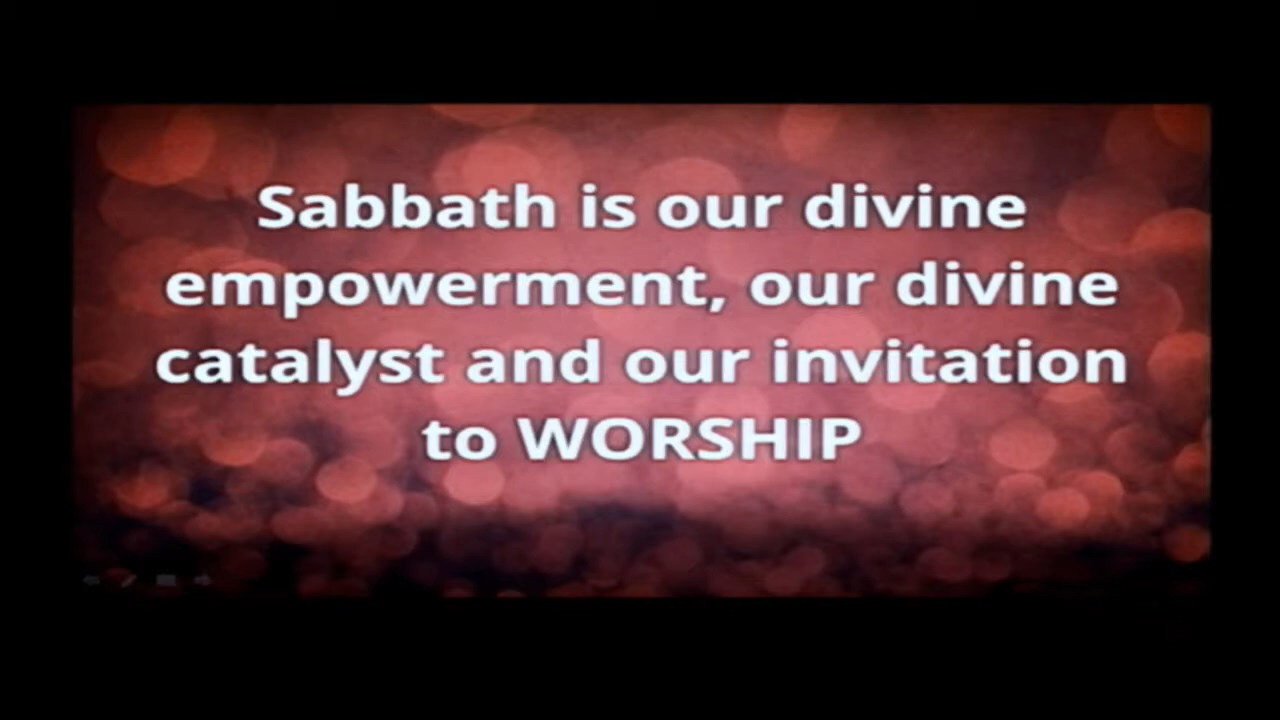 Sabbath is our divine
empowerment, our divine
catalyst and our invitation
to WORSHIP